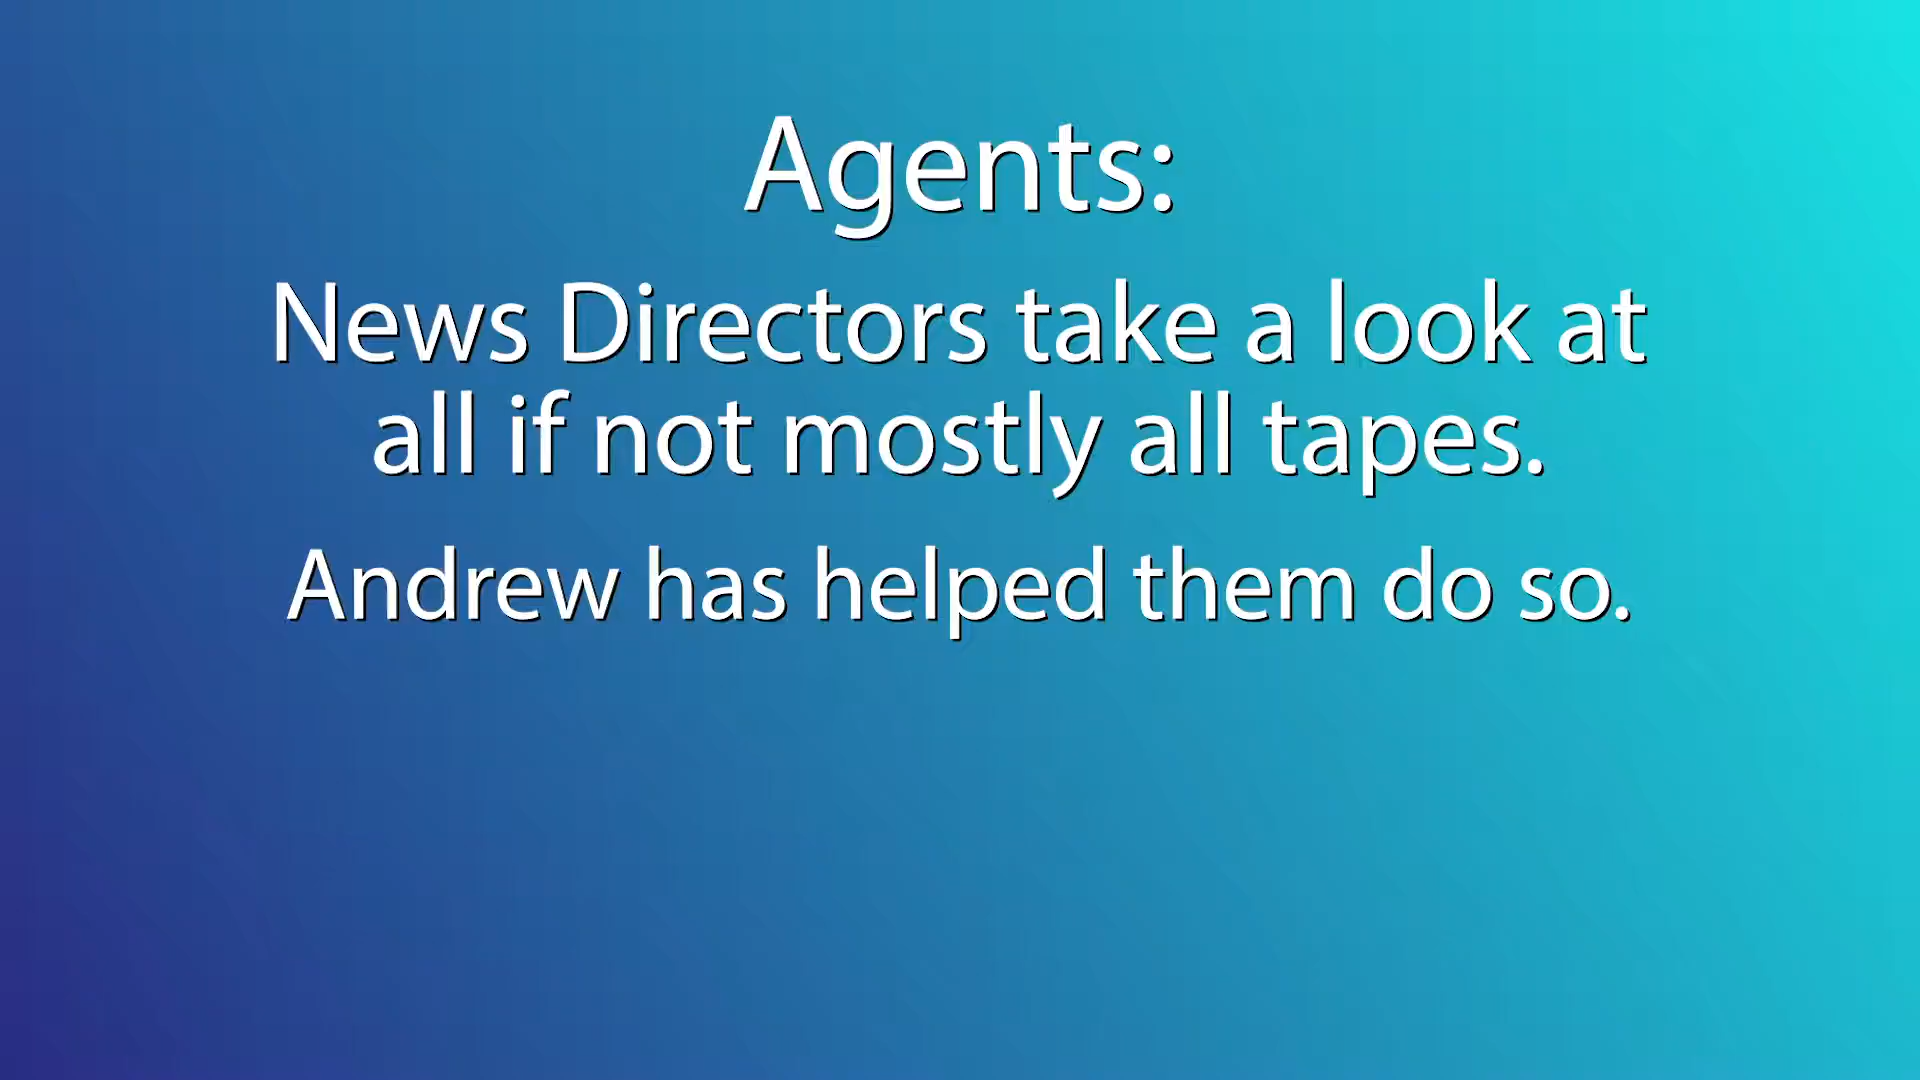 Agents:
News Directors take a look at
all if not mostly all tapes.
Andrew has helped them do so.